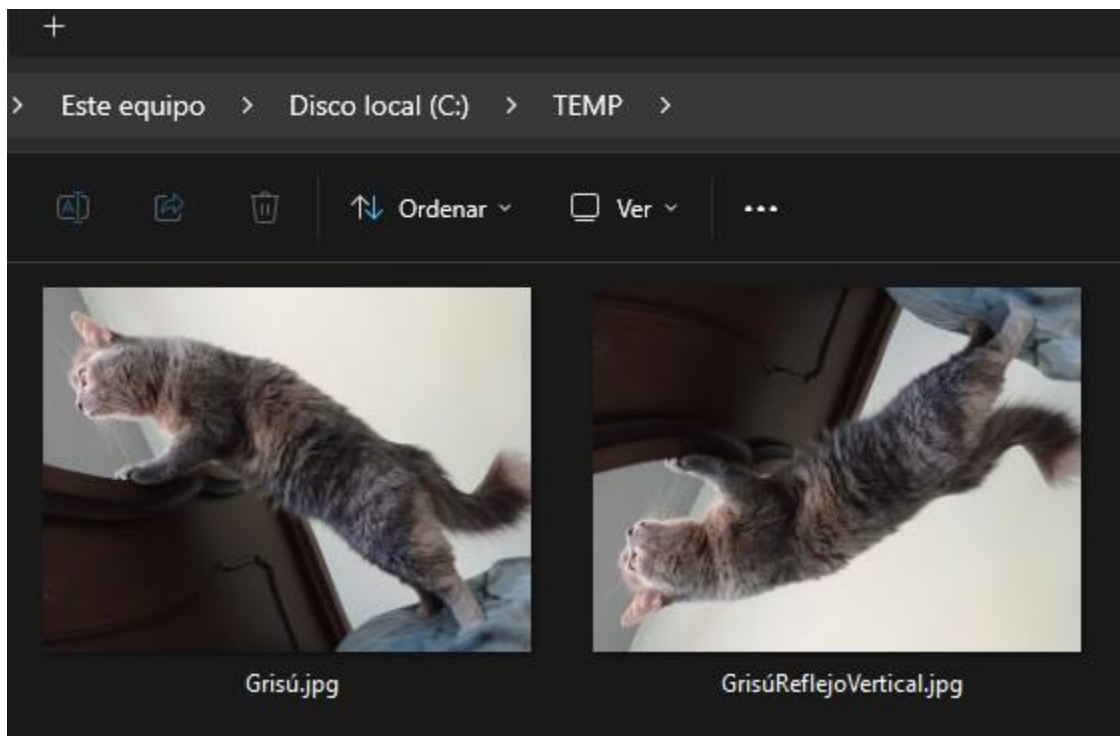 Este equipo > Disco local (C:) > TEMP >
Ordenar Ver
Grisú.jpg GrisúReflejoVertical.jpg